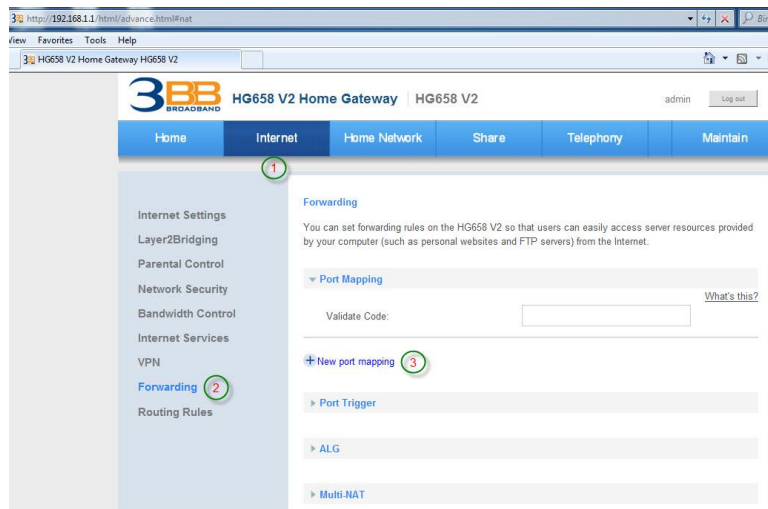 http://192.168.1.1/html/advance.html#nat
View Favorites Tools Help
HG658 V2 Home Gateway HG658 V2
3BB
BROADBAND
HG658 V2 Home Gateway HG658 V2
admin Log out
Home Internet Home Network Share Telephony Maintain
1
Internet Settings
Layer2Bridging
Parental Control
Network Security
Bandwidth Control
Internet Services
VPN
Forwarding 2
Routing Rules
Forwarding
You can set forwarding rules on the HG658 V2 so that users can easily access server resources provided
by your computer (such as personal websites and FTP servers) from the Internet.
Port Mapping
What's this?
Validate Code:
New port mapping 3
Port Trigger
ALG
Multi-NAT